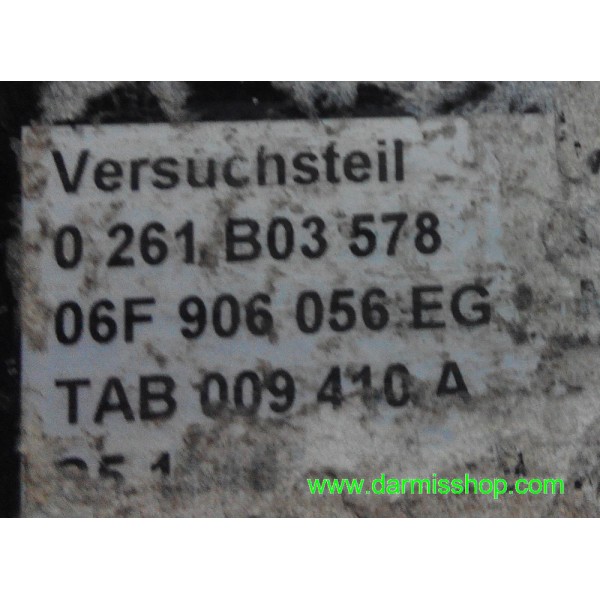 Versuchsteil
0 261 B03 578
06F 906 056 EG
TAB 009 410 A
www.darmisshop.com